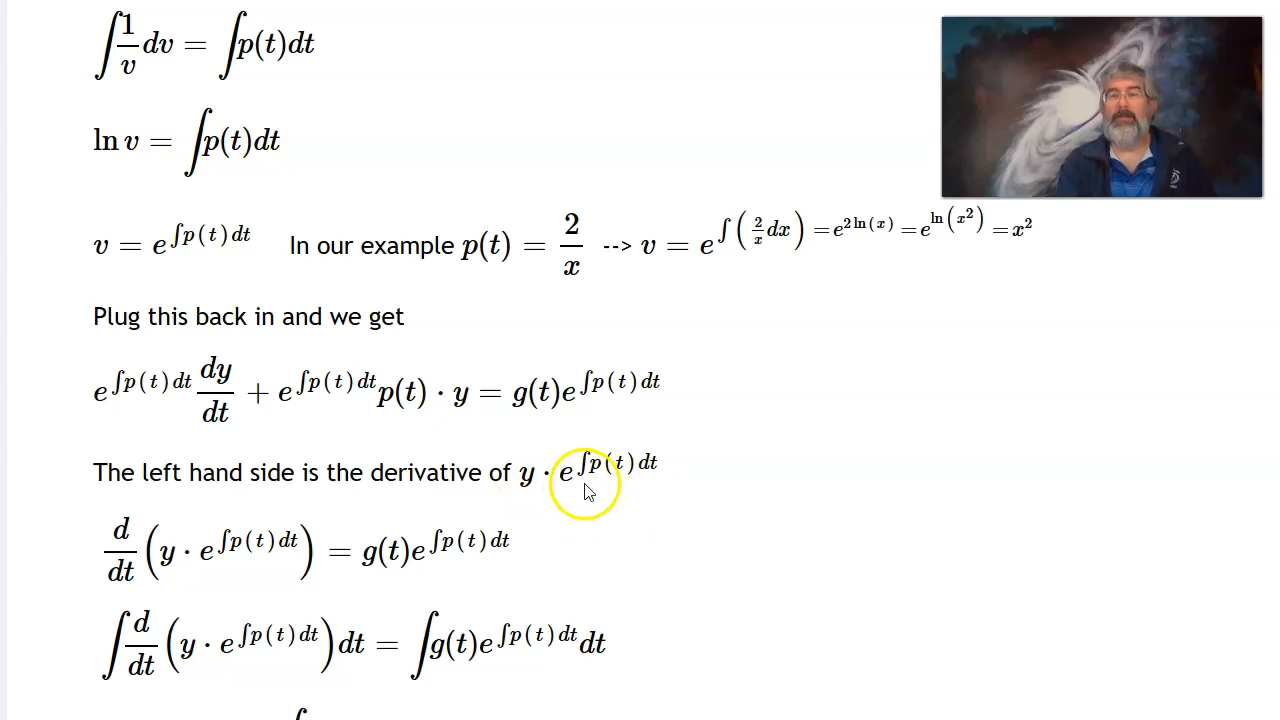 ∫ 1/v dv = ∫ p(t)dt
ln v = ∫ p(t)dt
v = e^{∫p(t)dt} In our example p(t) = 2/x --> v = e^{∫(2/x dx)} = e^{2ln(x)} = e^{ln(x^2)} = x^2
Plug this back in and we get
e^{∫p(t)dt} dy/dt + e^{∫p(t)dt} p(t) · y = g(t)e^{∫p(t)dt}
The left hand side is the derivative of y · e^{∫p(t)dt}
d/dt (y · e^{∫p(t)dt}) = g(t)e^{∫p(t)dt}
∫ d/dt (y · e^{∫p(t)dt}) dt = ∫ g(t)e^{∫p(t)dt} dt